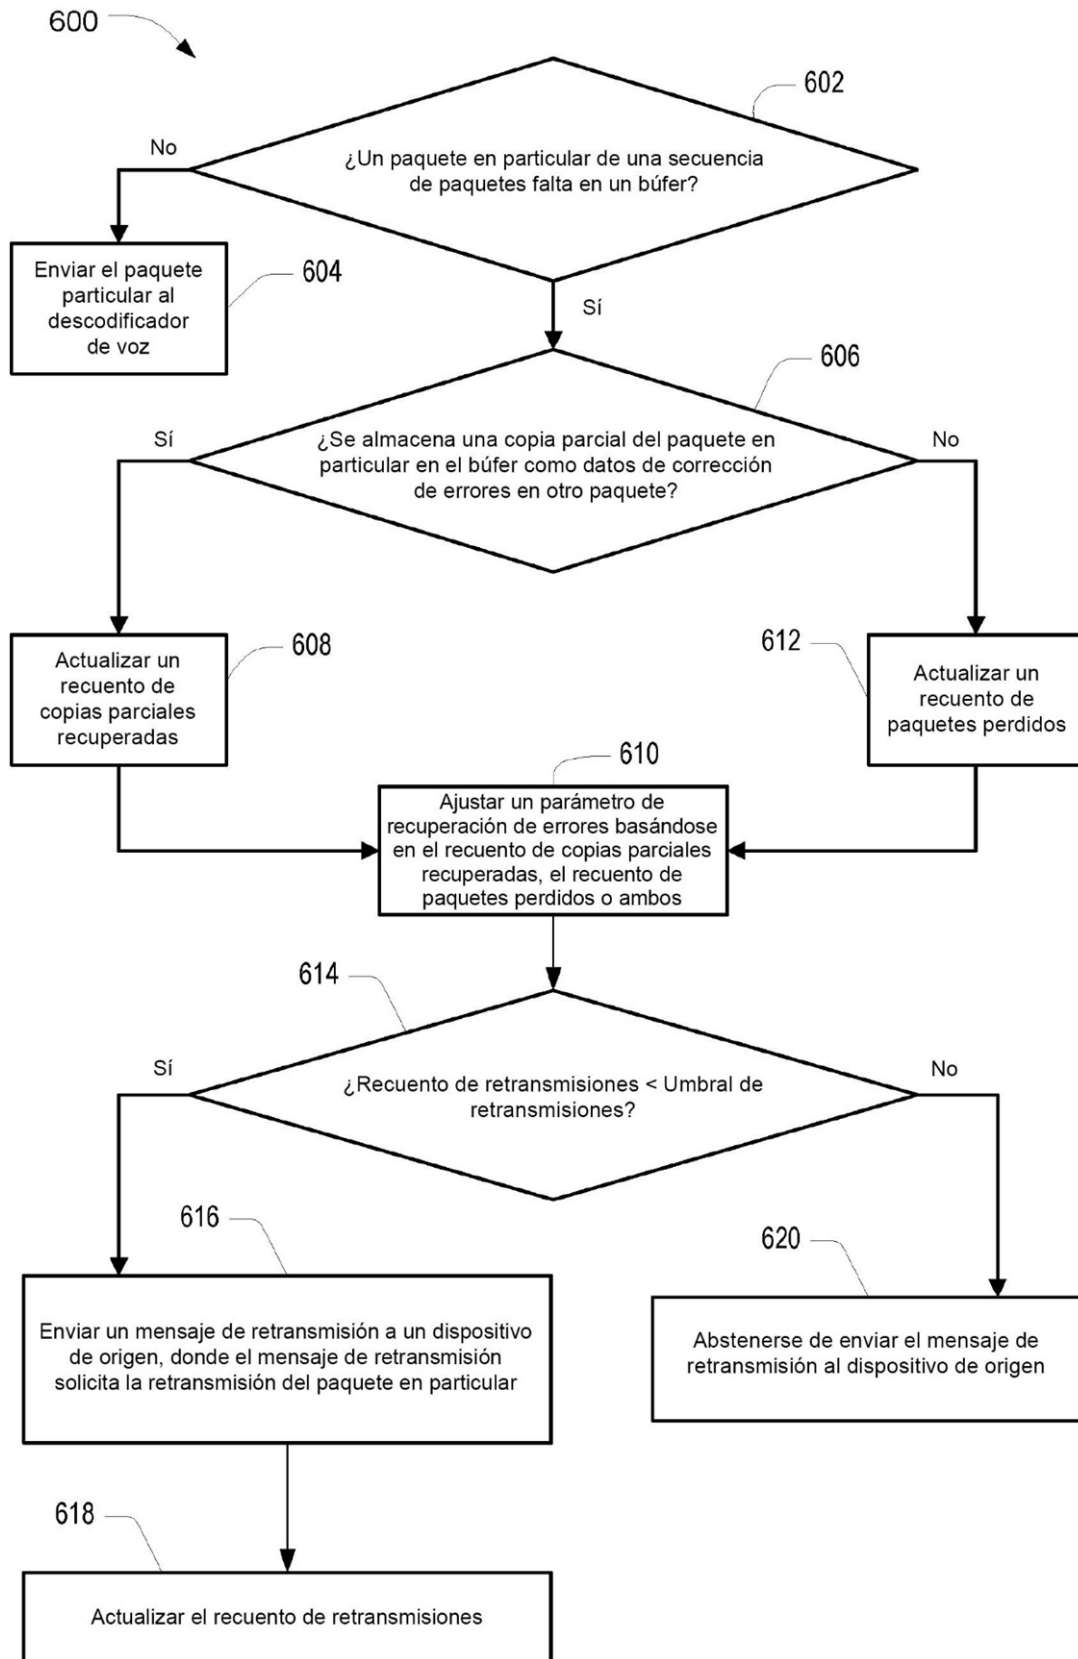 600
602
¿Un paquete en particular de una secuencia
de paquetes falta en un búfer?
No
Enviar el paquete
particular al
descodificador
de voz
604
Sí
606
¿Se almacena una copia parcial del paquete en
particular en el búfer como datos de corrección
de errores en otro paquete?
Sí
No
Actualizar un
recuento de
copias parciales
recuperadas
608
612
Actualizar un
recuento de
paquetes perdidos
610
Ajustar un parámetro de
recuperación de errores basándose
en el recuento de copias parciales
recuperadas, el recuento de
paquetes perdidos o ambos
614
¿Recuento de retransmisiones < Umbral de
retransmisiones?
Sí
No
616
Enviar un mensaje de retransmisión a un dispositivo
de origen, donde el mensaje de retransmisión
solicita la retransmisión del paquete en particular
620
Abstenerse de enviar el mensaje de
retransmisión al dispositivo de origen
618
Actualizar el recuento de retransmisiones